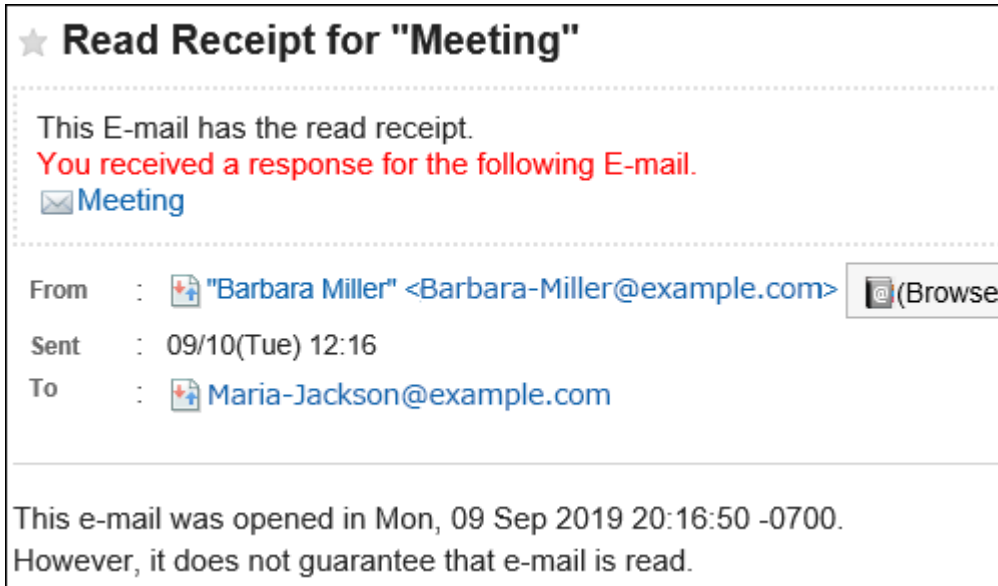 Read Receipt for "Meeting"
This E-mail has the read receipt.
You received a response for the following E-mail.
Meeting
From : "Barbara Miller" <Barbara-Miller@example.com> @(Browse
Sent : 09/10(Tue) 12:16
To : Maria-Jackson@example.com
This e-mail was opened in Mon, 09 Sep 2019 20:16:50 -0700.
However, it does not guarantee that e-mail is read.